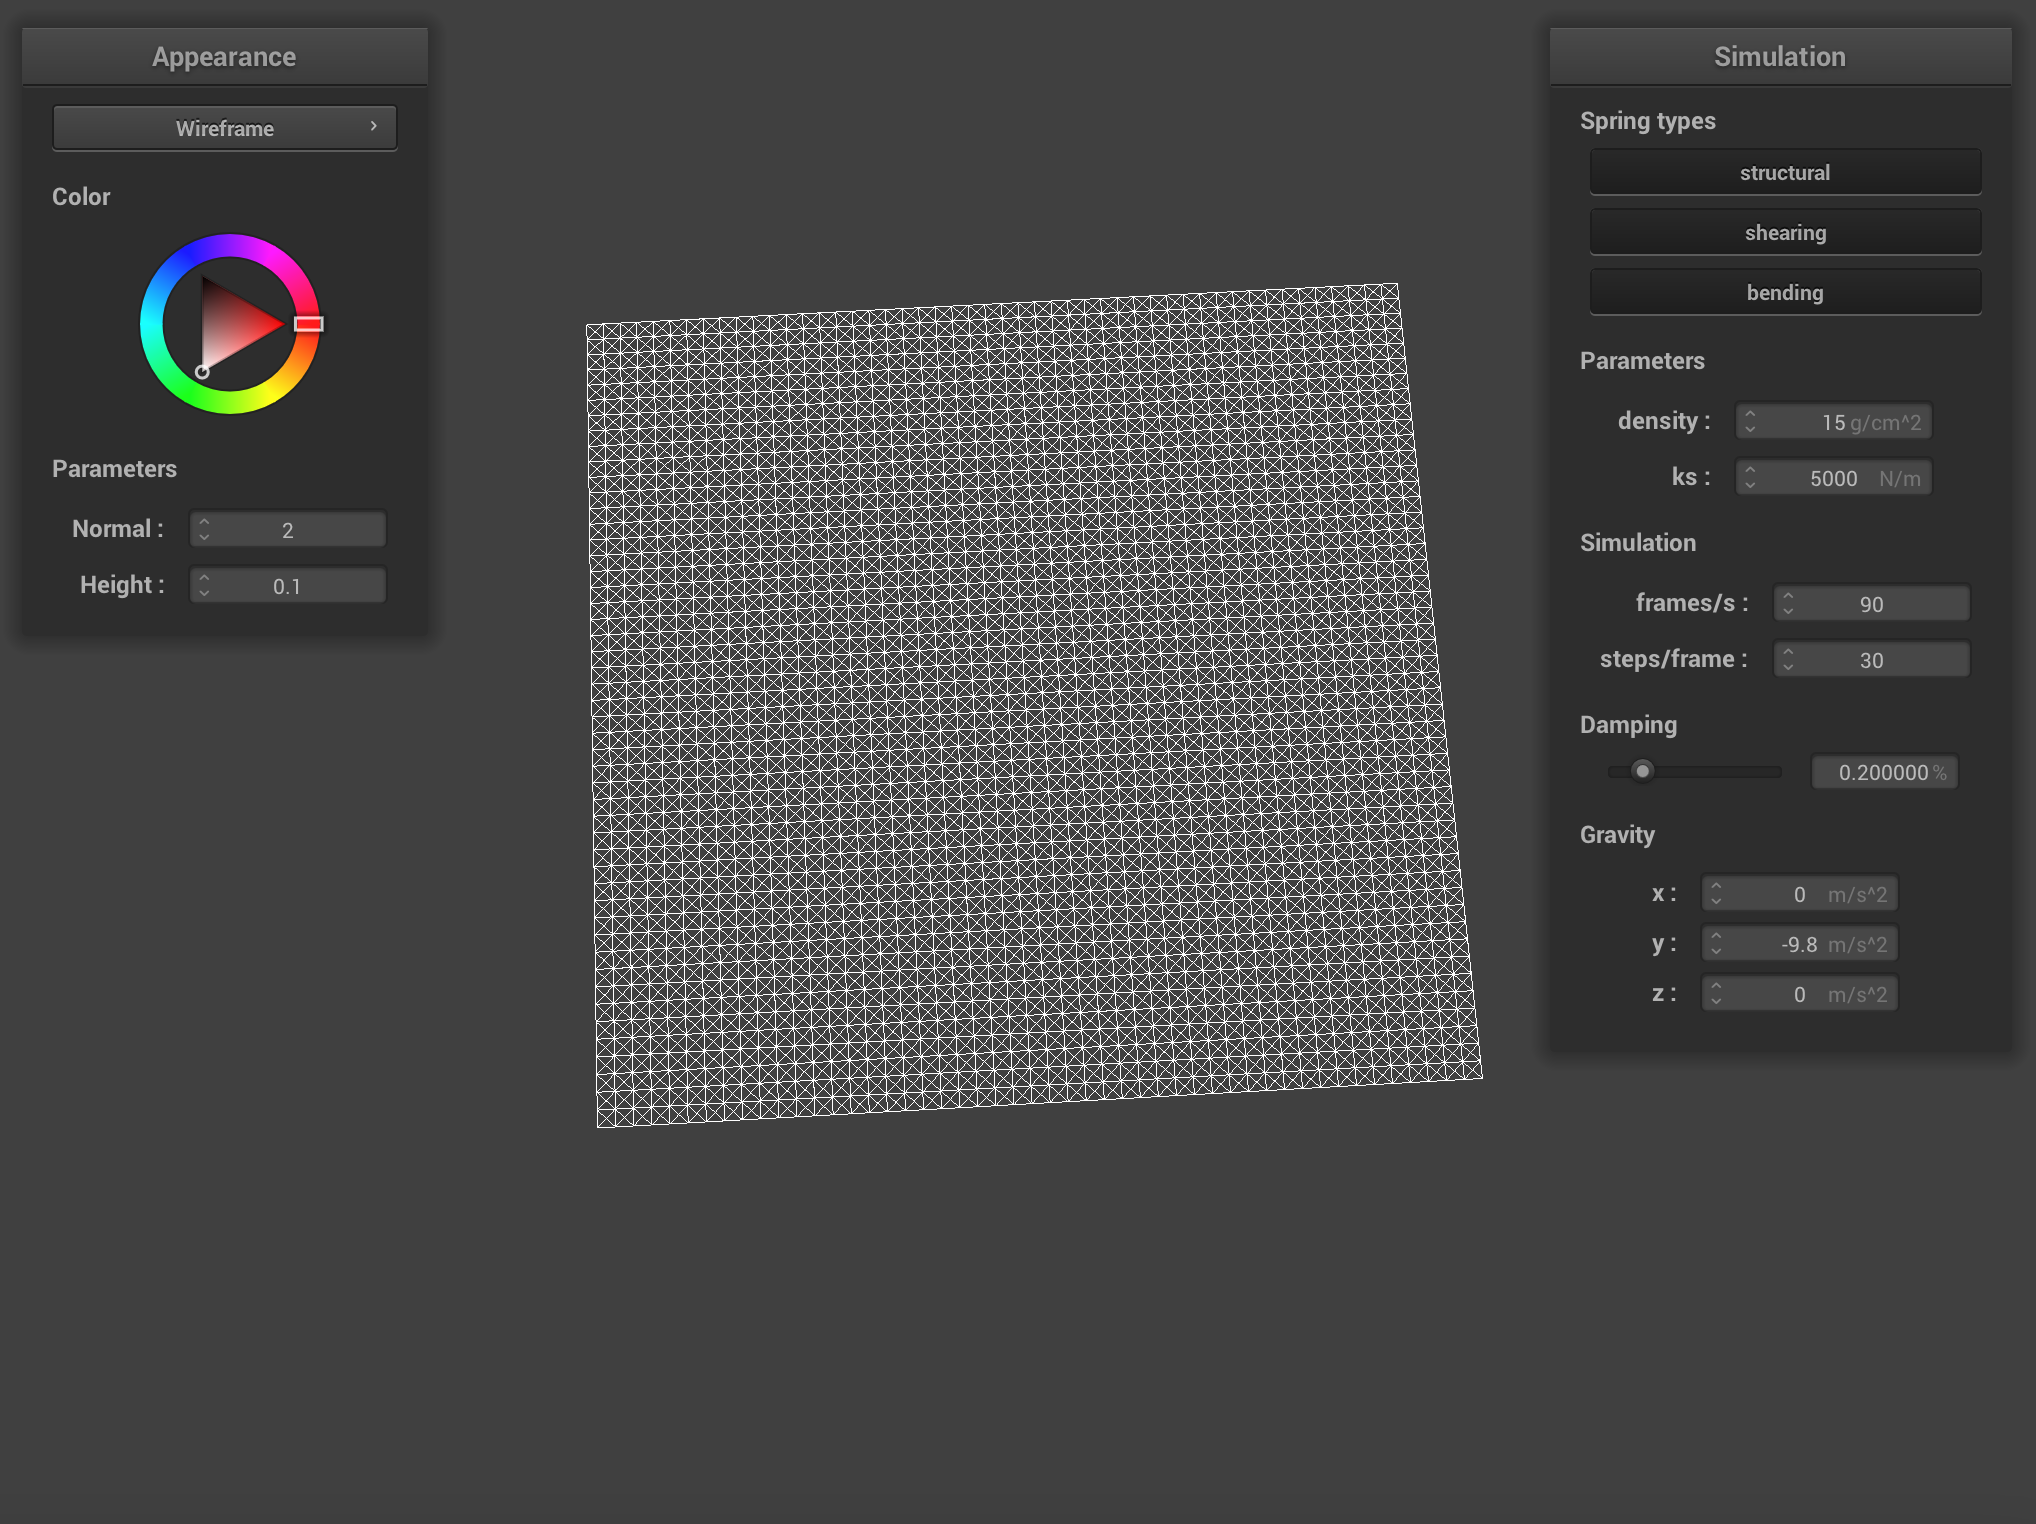 Appearance
Wireframe
Color
Parameters
Normal : 2
Height : 0.1
Simulation
Spring types
structural
shearing
bending
Parameters
density : 15 g/cm^2
ks : 5000 N/m
Simulation
frames/s : 90
steps/frame : 30
Damping
0.200000 %
Gravity
x : 0 m/s^2
y : -9.8 m/s^2
z : 0 m/s^2